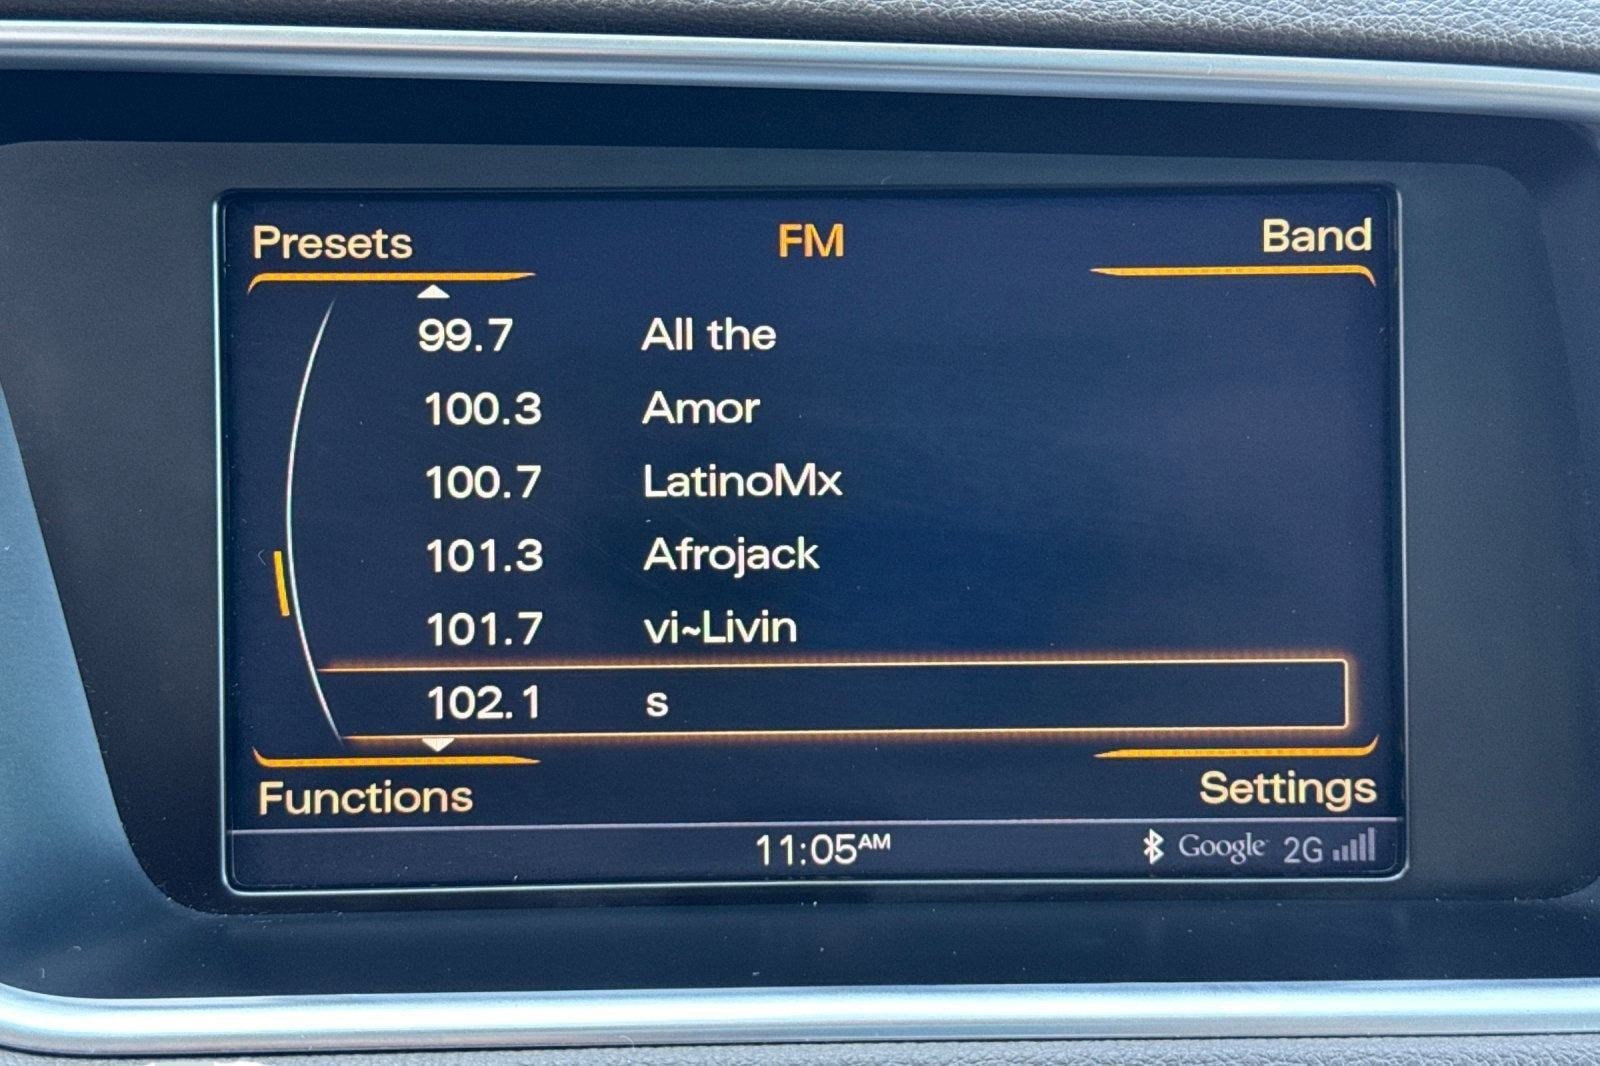 Presets FM Band
99.7 All the
100.3 Amor
100.7 LatinoMx
101.3 Afrojack
101.7 vi~Livin
102.1 s
Functions Settings
11:05AM Google 2G